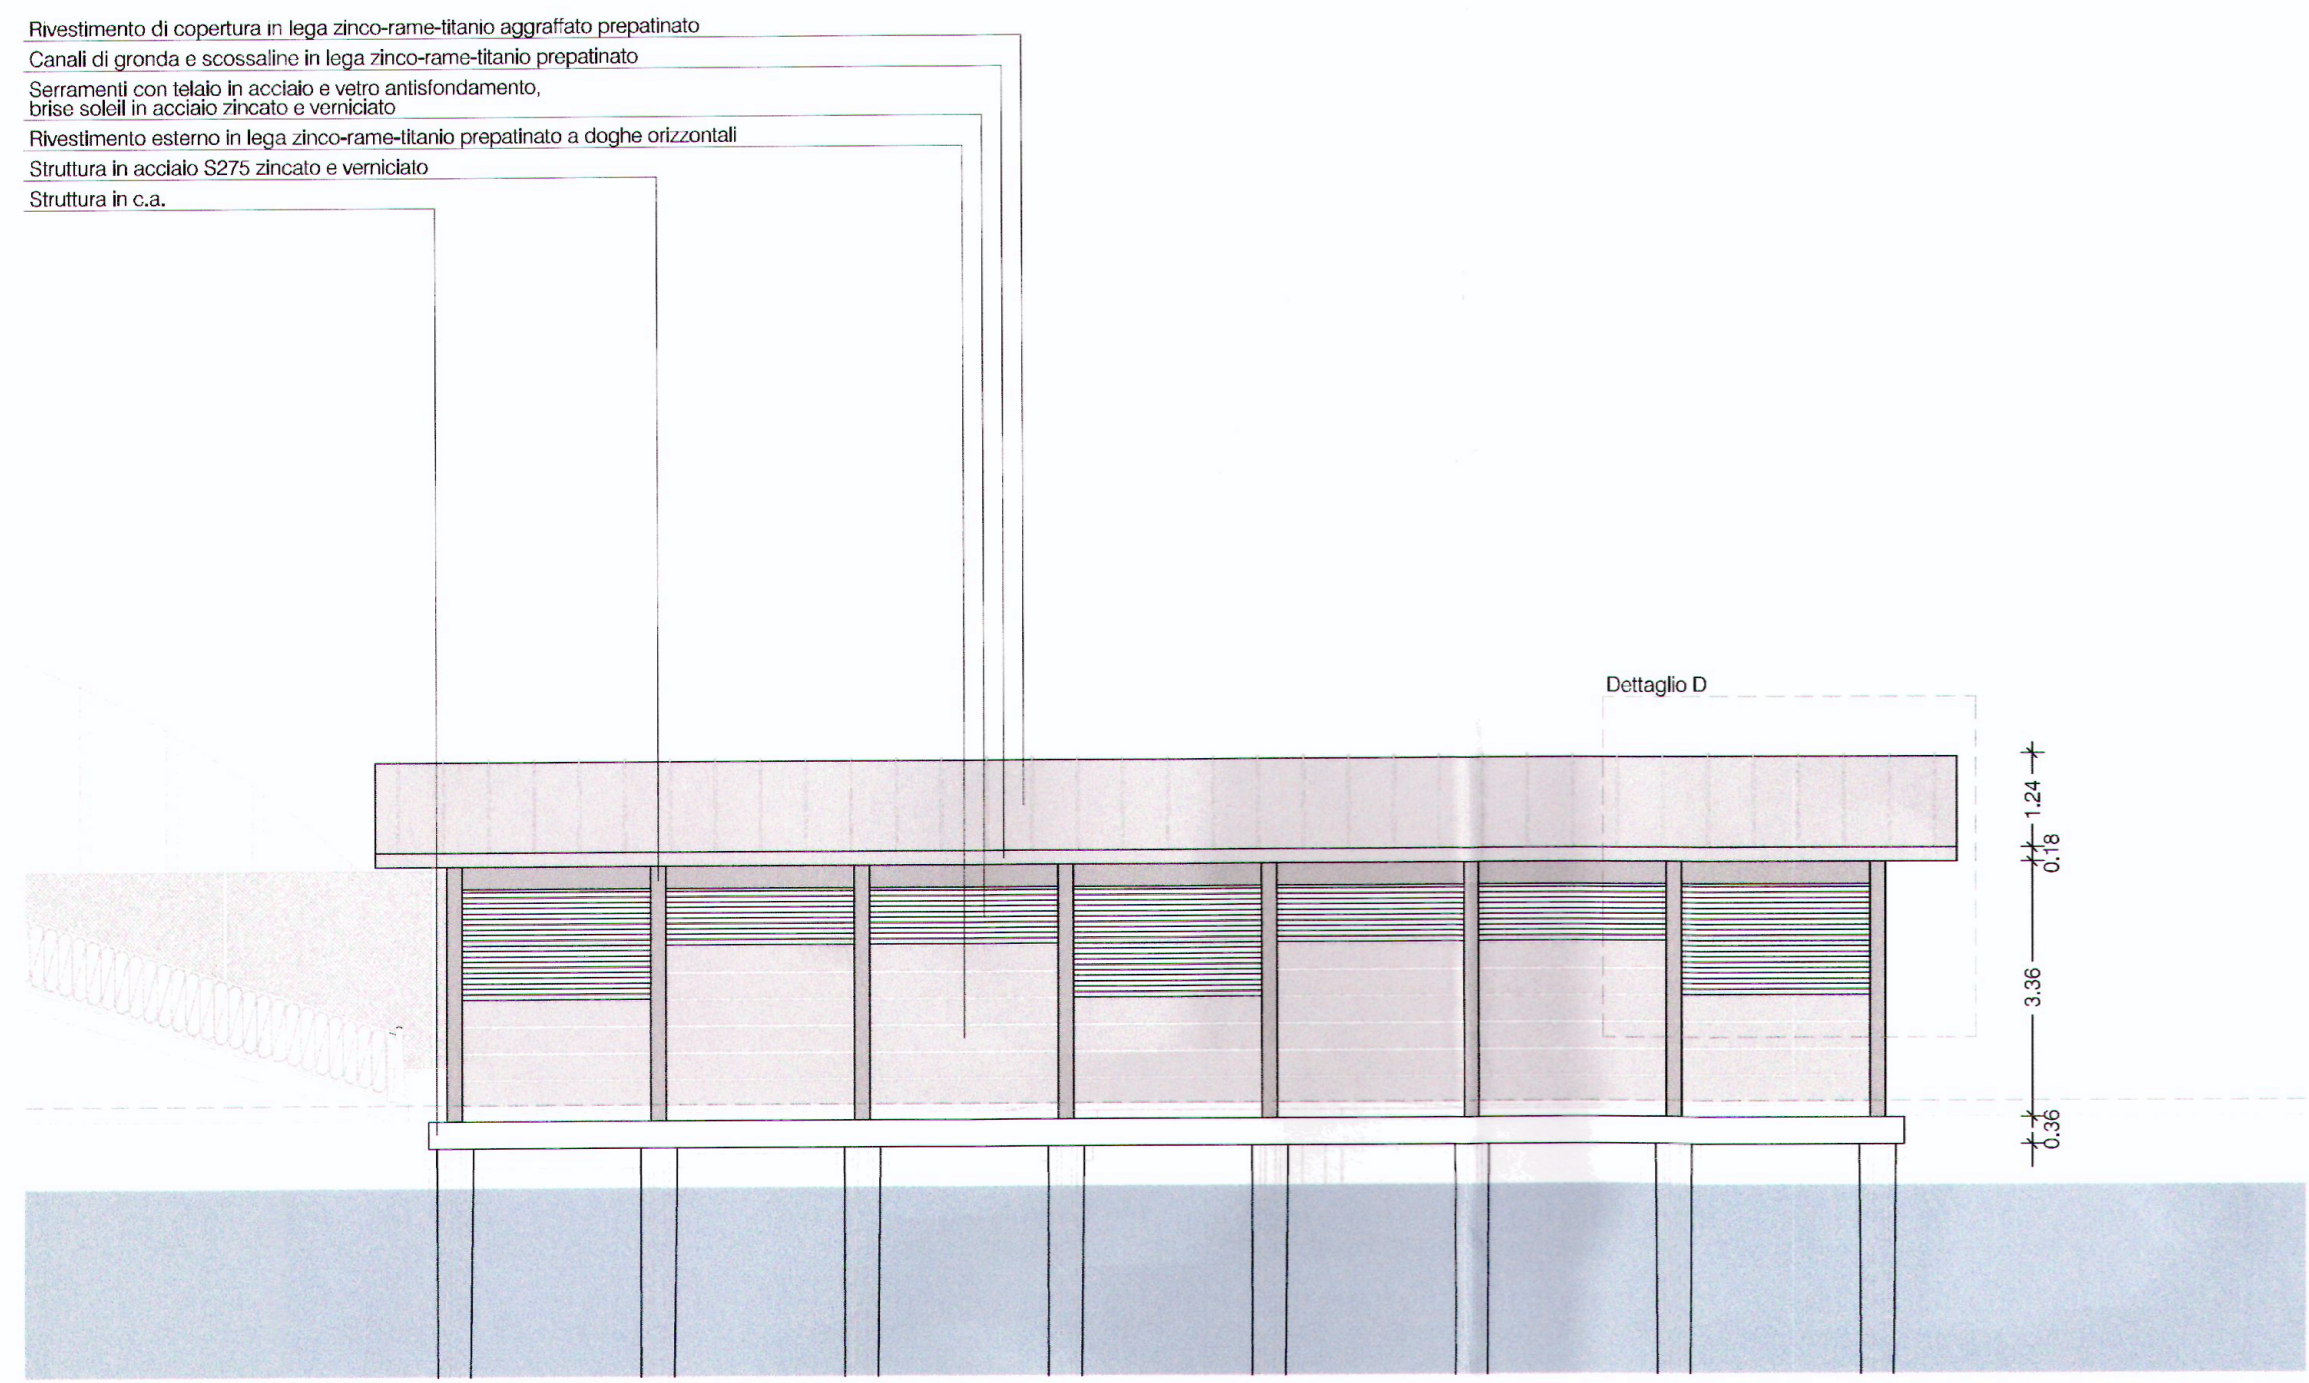 Rivestimento di copertura in lega zinco-rame-titanio aggraffato prepatinato
Canali di gronda e scossaline in lega zinco-rame-titanio prepatinato
Serramenti con telaio in acciaio e vetro antisfondamento,
brise soleil in acciaio zincato e verniciato
Rivestimento esterno in lega zinco-rame-titanio prepatinato a doghe orizzontali
Struttura in acciaio S275 zincato e verniciato
Struttura in c.a.
Dettaglio D
1.24
0.18
3.36
0.36